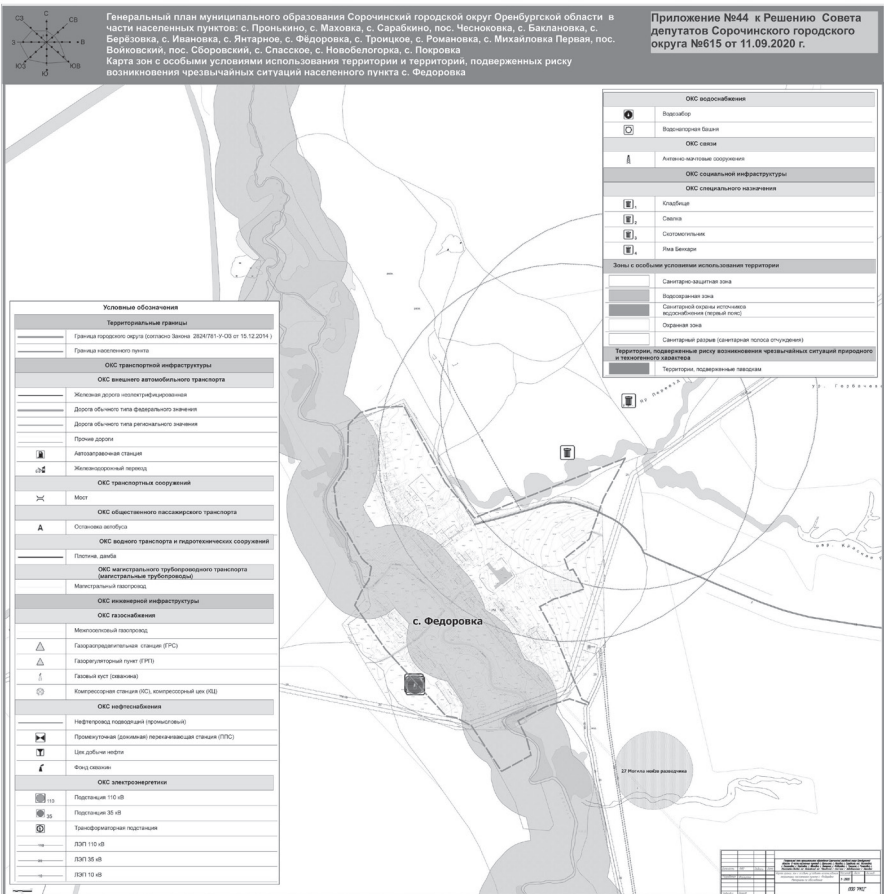 С
СВ
В
ЮВ
Ю
ЮЗ
З
СЗ
Генеральный план муниципального образования Сорочинский городской округ Оренбургской области в
части населенных пунктов: с. Пронькино, с. Маховка, с. Сарабкино, пос. Чесноковка, с. Баклановка, с.
Берёзовка, с. Ивановка, с. Янтарное, с. Фёдоровка, с. Троицкое, с. Романовка, с. Михайловка Первая, пос.
Войковский, пос. Сборовский, с. Спасское, с. Новобелогорка, с. Покровка
Карта зон с особыми условиями использования территории и территорий, подверженных риску
возникновения чрезвычайных ситуаций населенного пункта с. Федоровка
Приложение №44 к Решению Совета
депутатов Сорочинского городского
округа №615 от 11.09.2020 г.
ОКС водоснабжения
Водозабор
Водонапорная башня
ОКС связи
Антенно-мачтовые сооружения
ОКС социальной инфраструктуры
ОКС специального назначения
1 Кладбище
2 Свалка
3 Скотомогильник
4 Яма Беккари
Зоны с особыми условиями использования территории
Санитарно-защитная зона
Водоохранная зона
Санитарной охраны источников
водоснабжения (первый пояс)
Охранная зона
Санитарный разрыв (санитарная полоса отчуждения)
Территории, подверженные риску возникновения чрезвычайных ситуаций природного
и техногенного характера
Территории, подверженные паводкам
Условные обозначения
Территориальные границы
Граница городского округа (согласно Закона 2824/781-V-ОЗ от 15.12.2014 )
Граница населенного пункта
ОКС транспортной инфраструктуры
ОКС внешнего автомобильного транспорта
Железная дорога неэлектрифицированная
Дорога обычного типа федерального значения
Дорога обычного типа регионального значения
Прочие дороги
Автозаправочная станция
Железнодорожный переезд
ОКС транспортных сооружений
Мост
ОКС общественного пассажирского транспорта
А Остановка автобуса
ОКС водного транспорта и гидротехнических сооружений
Плотина, дамба
ОКС магистрального трубопроводного транспорта
(магистральные трубопроводы)
Магистральный газопровод
ОКС инженерной инфраструктуры
ОКС газоснабжения
Межпоселковый газопровод
Газораспределительная станция (ГРС)
Газорегуляторный пункт (ГРП)
Газовый куст (скважина)
Компрессорная станция (КС), компрессорный цех (КЦ)
ОКС нефтеснабжения
Нефтепровод подводящий (промысловый)
Промежуточная (дожимная) перекачивающая станция (ППС)
Цех добычи нефти
Фонд скважин
ОКС электроэнергетики
110 Подстанция 110 кВ
35 Подстанция 35 кВ
Трансформаторная подстанция
ЛЭП 110 кВ
ЛЭП 35 кВ
ЛЭП 10 кВ
с. Федоровка
27 Могила неизв разведчика
ООО "РКЦ"